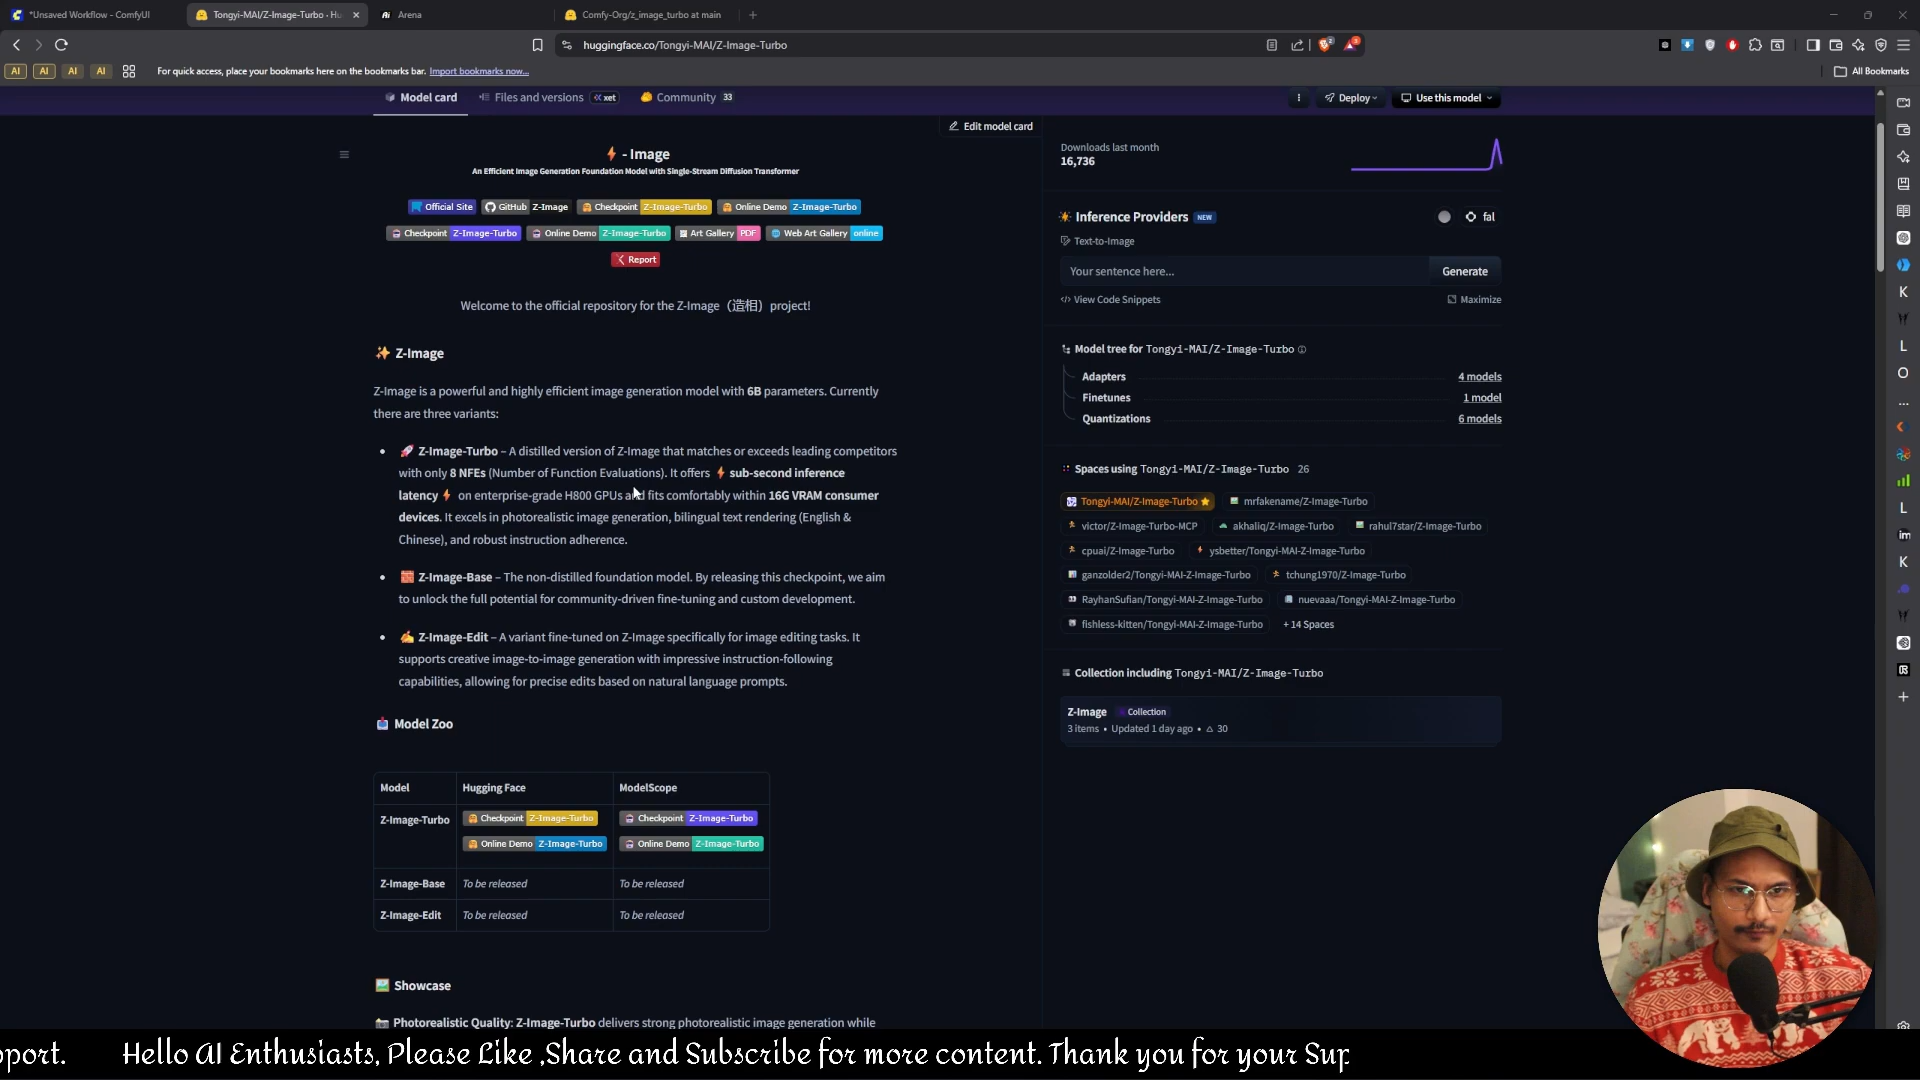 *Unsaved Workflow - ComfyUI
Tongyi-MAI/Z-Image-Turbo · Hu
Arena
Comfy-Org/z_image_turbo at main
huggingface.co/Tongyi-MAI/Z-Image-Turbo
AI AI AI AI
For quick access, place your bookmarks here on the bookmarks bar. Import bookmarks now...
All Bookmarks
Model card
Files and versions
xet
Community 33
Deploy
Use this model
Edit model card
- Image
An Efficient Image Generation Foundation Model with Single-Stream Diffusion Transformer
Official Site GitHub Z-Image Checkpoint Z-Image-Turbo Online Demo Z-Image-Turbo
Checkpoint Z-Image-Turbo Online Demo Z-Image-Turbo Art Gallery PDF Web Art Gallery online
Report
Welcome to the official repository for the Z-Image（造相）project!
Z-Image
Z-Image is a powerful and highly efficient image generation model with 6B parameters. Currently
there are three variants:
Z-Image-Turbo – A distilled version of Z-Image that matches or exceeds leading competitors
with only 8 NFEs (Number of Function Evaluations). It offers sub-second inference
latency on enterprise-grade H800 GPUs and fits comfortably within 16G VRAM consumer
devices. It excels in photorealistic image generation, bilingual text rendering (English &
Chinese), and robust instruction adherence.
Z-Image-Base – The non-distilled foundation model. By releasing this checkpoint, we aim
to unlock the full potential for community-driven fine-tuning and custom development.
Z-Image-Edit – A variant fine-tuned on Z-Image specifically for image editing tasks. It
supports creative image-to-image generation with impressive instruction-following
capabilities, allowing for precise edits based on natural language prompts.
Model Zoo
Model Hugging Face ModelScope
Z-Image-Turbo Checkpoint Z-Image-Turbo Checkpoint Z-Image-Turbo
Online Demo Z-Image-Turbo Online Demo Z-Image-Turbo
Z-Image-Base To be released To be released
Z-Image-Edit To be released To be released
Showcase
Photorealistic Quality: Z-Image-Turbo delivers strong photorealistic image generation while
Downloads last month
16,736
Inference Providers NEW
fal
Text-to-Image
Your sentence here...
Generate
View Code Snippets
Maximize
Model tree for Tongyi-MAI/Z-Image-Turbo
Adapters 4 models
Finetunes 1 model
Quantizations 6 models
Spaces using Tongyi-MAI/Z-Image-Turbo 26
Tongyi-MAI/Z-Image-Turbo mrfakename/Z-Image-Turbo
victor/Z-Image-Turbo-MCP akhaliq/Z-Image-Turbo rahul7star/Z-Image-Turbo
cpuai/Z-Image-Turbo ysbetter/Tongyi-MAI-Z-Image-Turbo
ganzolder2/Tongyi-MAI-Z-Image-Turbo tchung1970/Z-Image-Turbo
RayhanSufian/Tongyi-MAI-Z-Image-Turbo nuevaaa/Tongyi-MAI-Z-Image-Turbo
fishless-kitten/Tongyi-MAI-Z-Image-Turbo + 14 Spaces
Collection including Tongyi-MAI/Z-Image-Turbo
Z-Image Collection
3 items • Updated 1 day ago • 30
K
L
O
L
im
K
port. Hello AI Enthusiasts, Please Like ,Share and Subscribe for more content. Thank you for your Sup